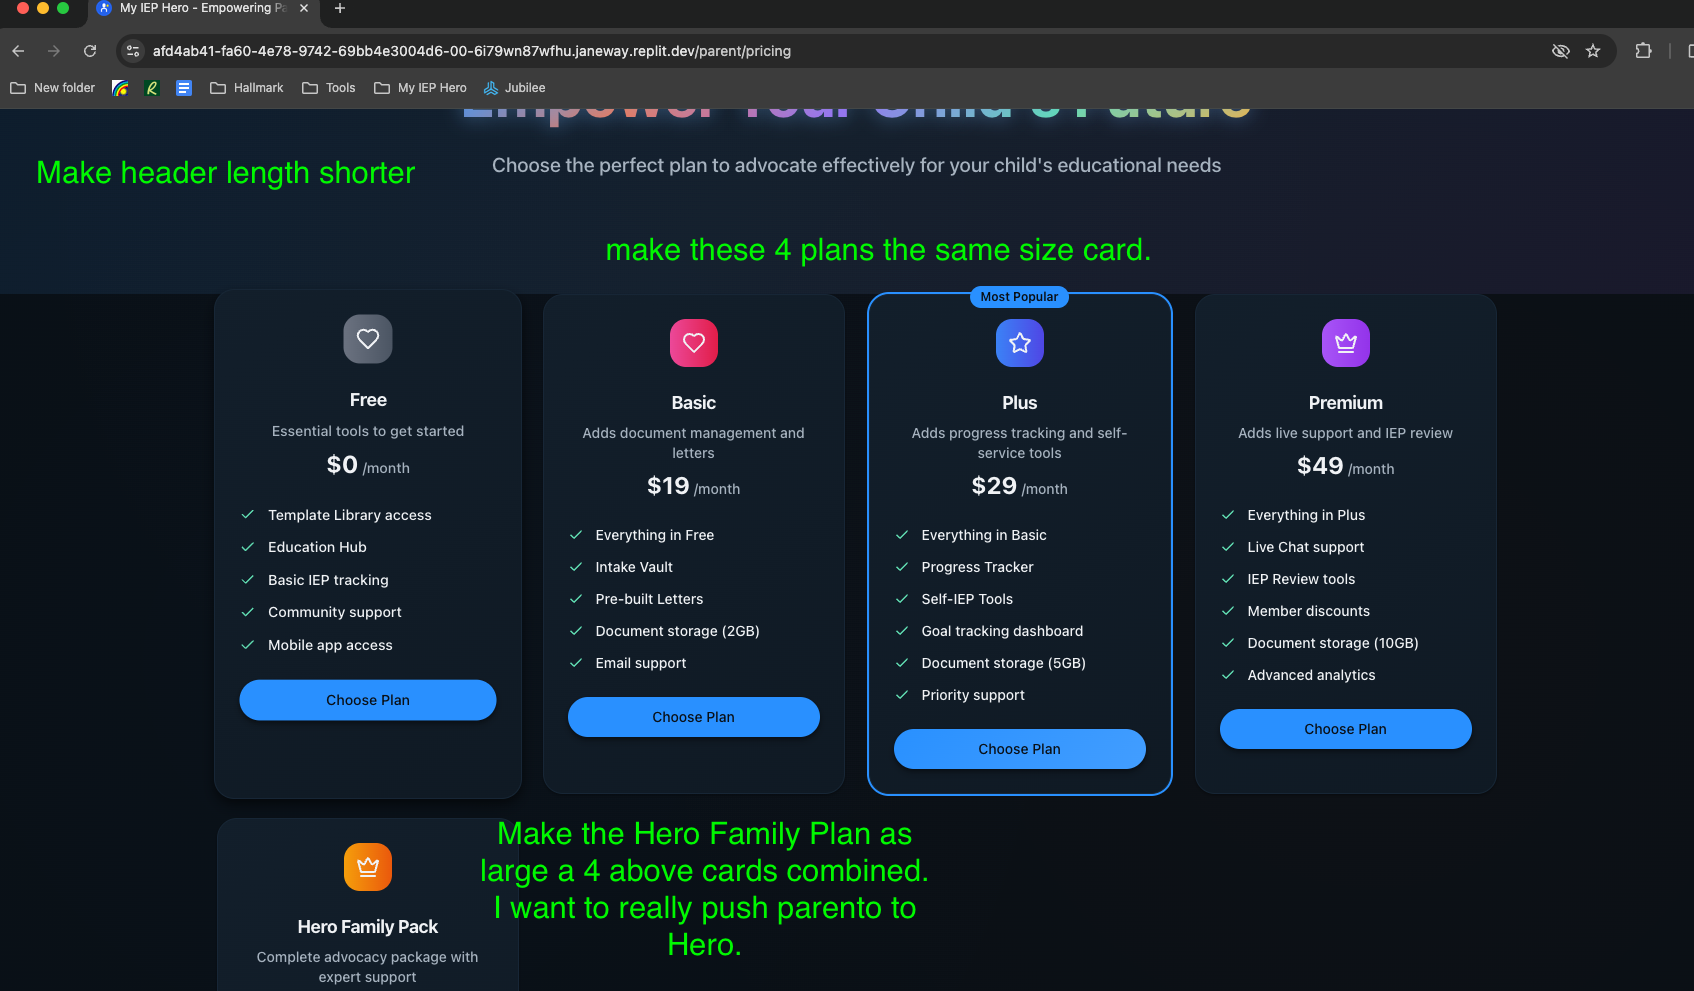 My IEP Hero - Empowering Pa
afd4ab41-fa60-4e78-9742-69bb4e3004d6-00-6i79wn87wfhu.janeway.replit.dev/parent/pricing
New folder
Hallmark
Tools
My IEP Hero
Jubilee
Empower Your Child's Future
Make header length shorter
Choose the perfect plan to advocate effectively for your child's educational needs
make these 4 plans the same size card.
Free
Essential tools to get started
$0 /month
Template Library access
Education Hub
Basic IEP tracking
Community support
Mobile app access
Choose Plan
Basic
Adds document management and
letters
$19 /month
Everything in Free
Intake Vault
Pre-built Letters
Document storage (2GB)
Email support
Choose Plan
Most Popular
Plus
Adds progress tracking and self-
service tools
$29 /month
Everything in Basic
Progress Tracker
Self-IEP Tools
Goal tracking dashboard
Document storage (5GB)
Priority support
Choose Plan
Premium
Adds live support and IEP review
$49 /month
Everything in Plus
Live Chat support
IEP Review tools
Member discounts
Document storage (10GB)
Advanced analytics
Choose Plan
Make the Hero Family Plan as
large a 4 above cards combined.
I want to really push parento to
Hero.
Hero Family Pack
Complete advocacy package with
expert support